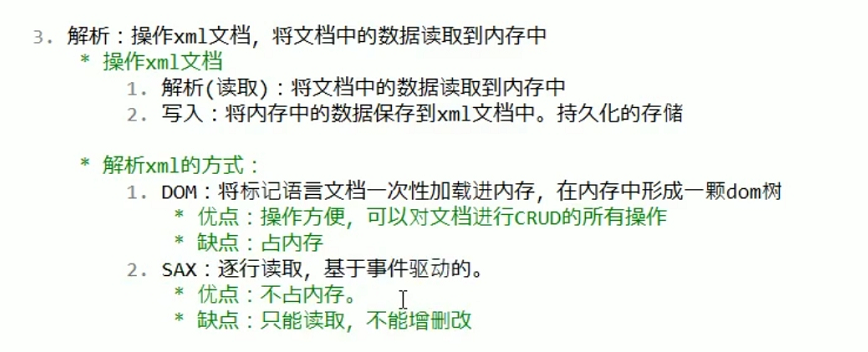 3. 解析：操作xml文档，将文档中的数据读取到内存中
* 操作xml文档
1. 解析(读取)：将文档中的数据读取到内存中
2. 写入：将内存中的数据保存到xml文档中。持久化的存储
* 解析xml的方式：
1. DOM：将标记语言文档一次性加载进内存，在内存中形成一颗dom树
* 优点：操作方便，可以对文档进行CRUD的所有操作
* 缺点：占内存
2. SAX：逐行读取，基于事件驱动的。
* 优点：不占内存。
* 缺点：只能读取，不能增删改